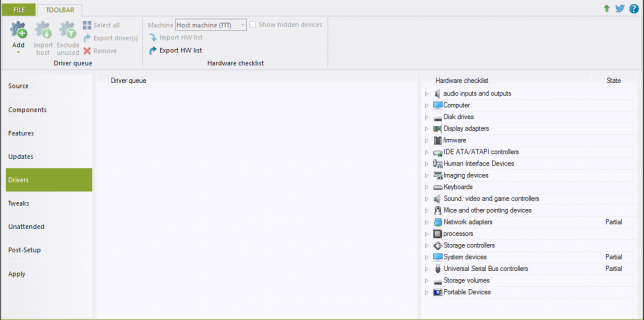 FILE TOOLBAR
Add
Import host
Exclude unused
Select all
Export driver(s)
Remove
Driver queue
Machine Host machine (TTT) Show hidden devices
Import HW list
Export HW list
Hardware checklist
Source
Components
Features
Updates
Drivers
Tweaks
Unattended
Post-Setup
Apply
Driver queue
Hardware checklist State
audio inputs and outputs
Computer
Disk drives
Display adapters
firmware
IDE ATA/ATAPI controllers
Human Interface Devices
Imaging devices
Keyboards
Sound, video and game controllers
Mice and other pointing devices
Network adapters Partial
processors
Storage controllers
System devices Partial
Universal Serial Bus controllers Partial
Storage volumes
Portable Devices